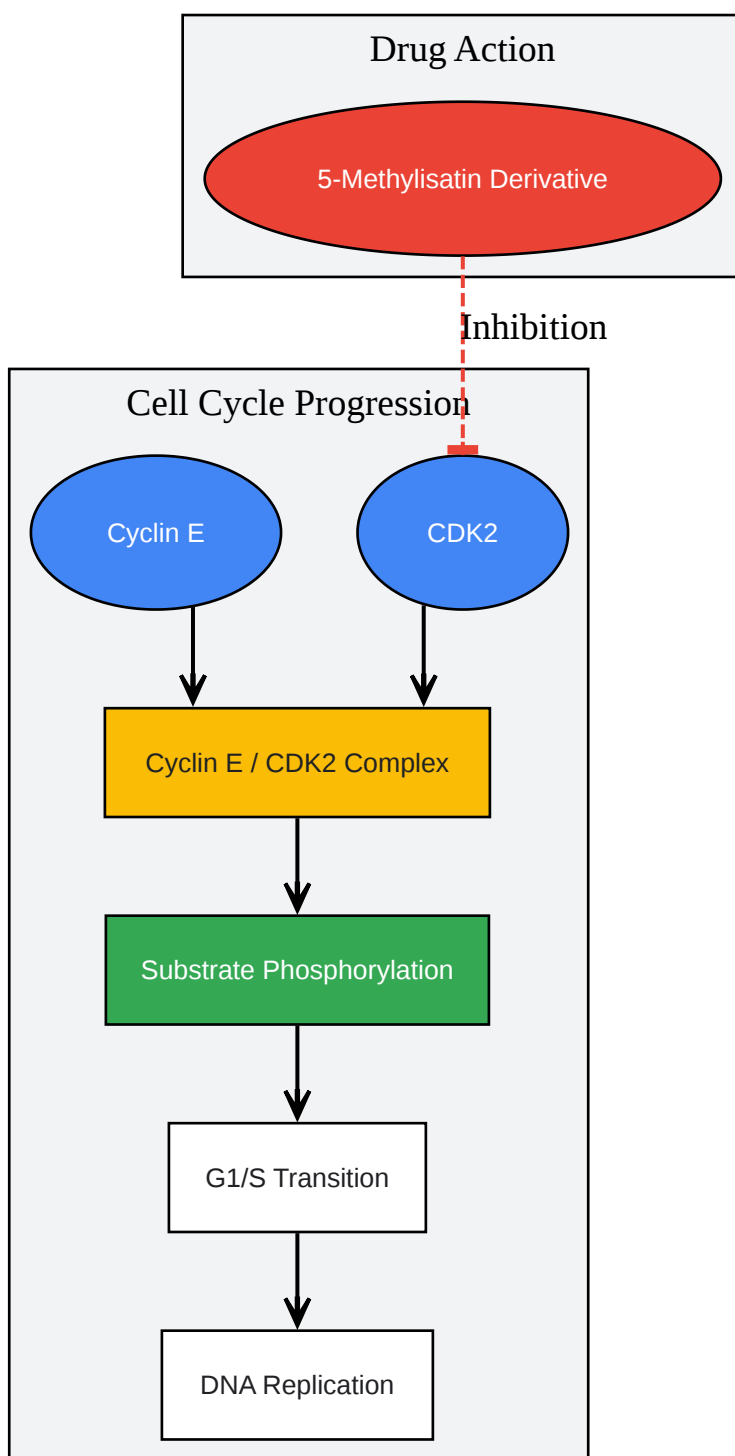 Drug Action
5-Methylisatin Derivative
Inhibition
Cell Cycle Progression
Cyclin E
CDK2
Cyclin E / CDK2 Complex
Substrate Phosphorylation
G1/S Transition
DNA Replication